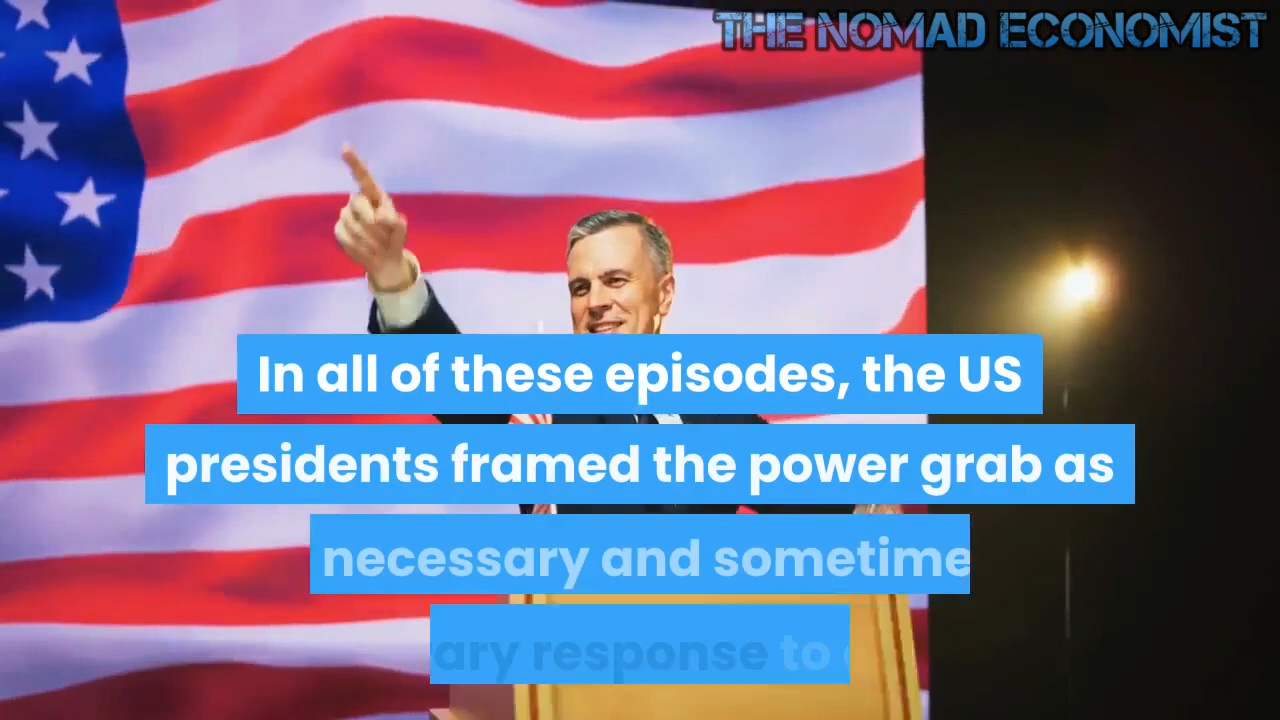 THE NOMAD ECONOMIST
In all of these episodes, the US
presidents framed the power grab as
necessary and sometime
response to